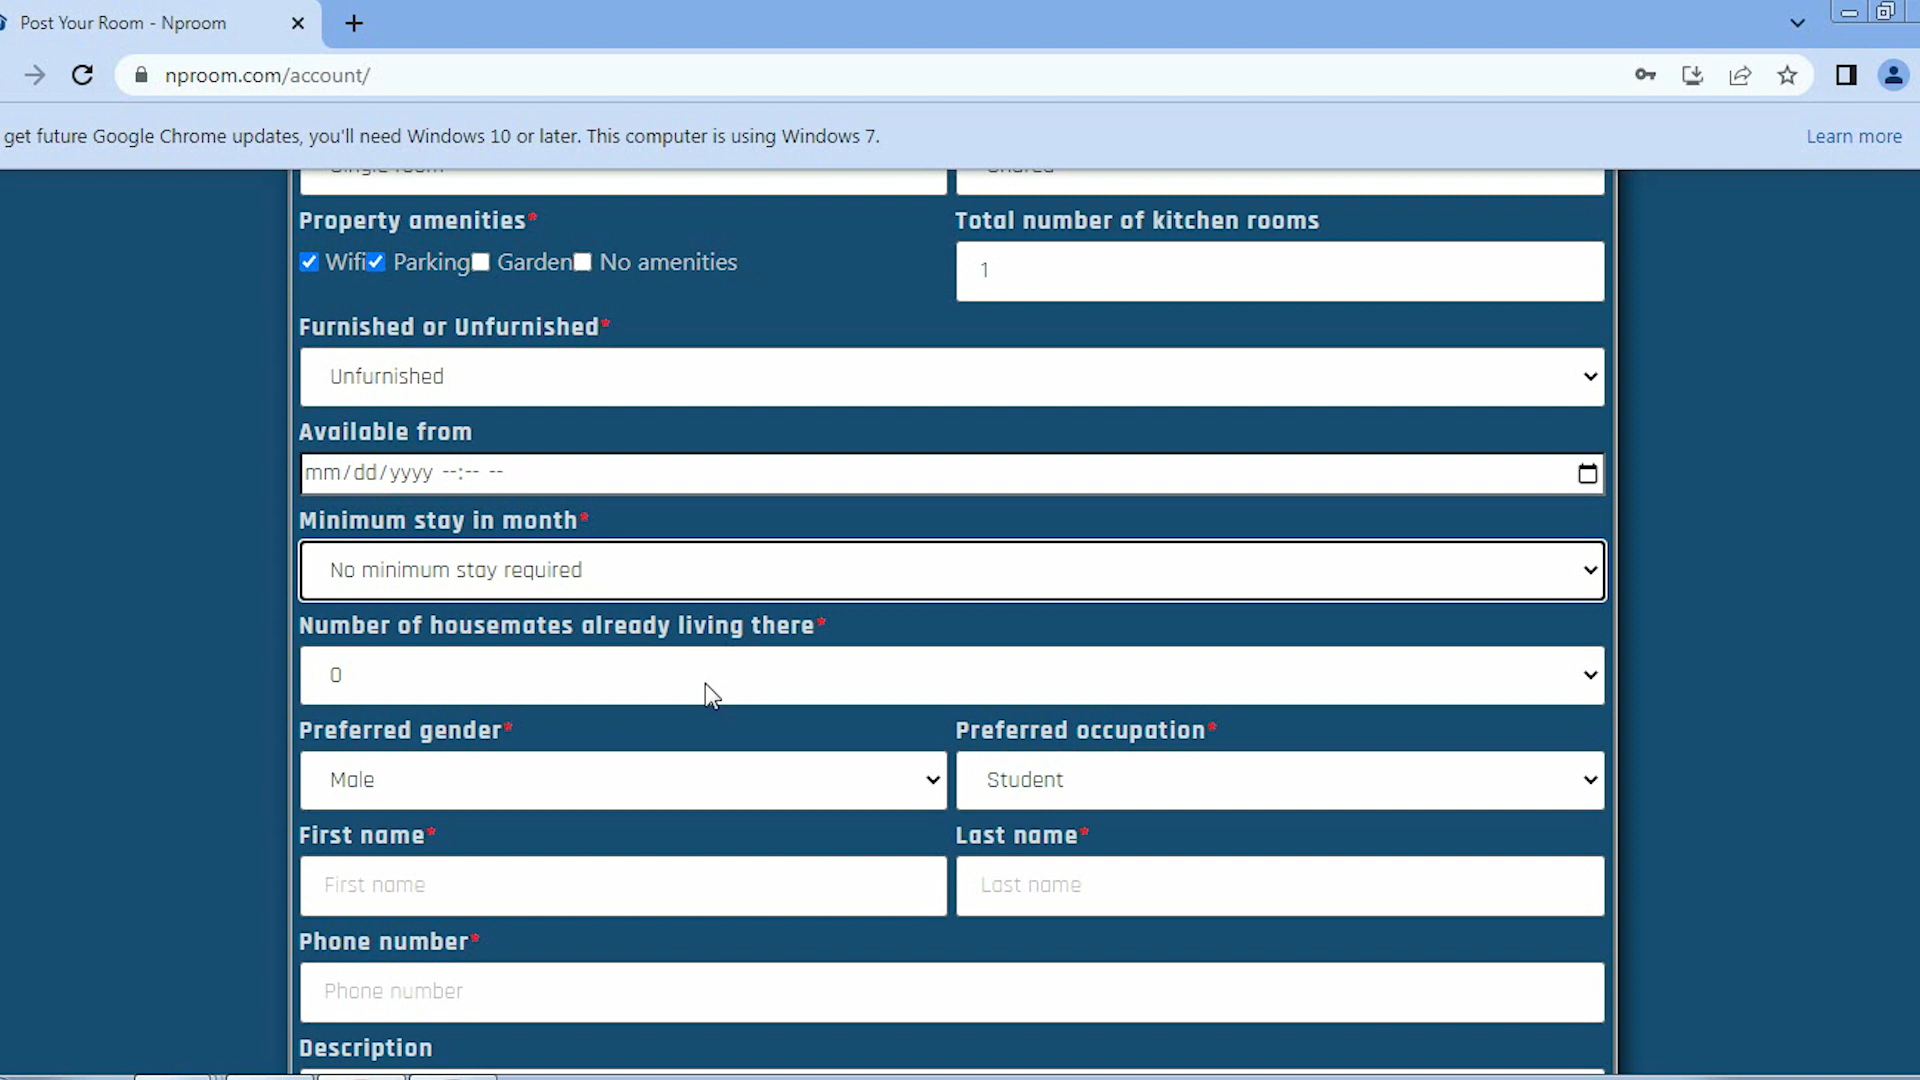 Post Your Room - Nproom
nproom.com/account/
get future Google Chrome updates, you'll need Windows 10 or later. This computer is using Windows 7.
Learn more
Single room
Shared
Property amenities*
Total number of kitchen rooms
Wifi Parking Garden No amenities
1
Furnished or Unfurnished*
Unfurnished
Available from
mm/dd/yyyy --:-- --
Minimum stay in month*
No minimum stay required
Number of housemates already living there*
0
Preferred gender*
Preferred occupation*
Male
Student
First name*
Last name*
First name
Last name
Phone number*
Phone number
Description